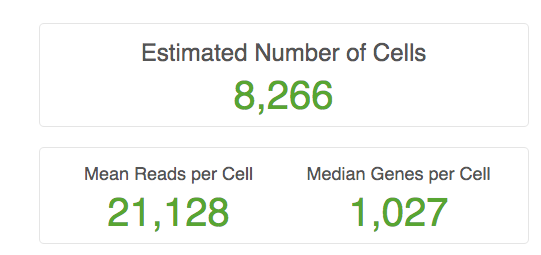 Estimated Number of Cells
8,266
Mean Reads per Cell
21,128
Median Genes per Cell
1,027